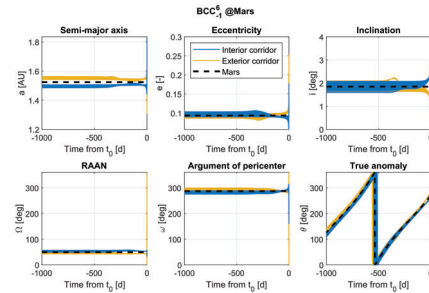 BCC⁶₋₁ @Mars
Semi-major axis
Eccentricity
Inclination
1.8
1.6
1.4
1.2
a [AU]
-1000
-500
0
Time from t₀ [d]
0.3
0.2
0.1
0
e [-]
Interior corridor
Exterior corridor
Mars
-1000
-500
0
Time from t₀ [d]
4
3
2
1
0
i [deg]
-1000
-500
0
Time from t₀ [d]
RAAN
Argument of pericenter
True anomaly
300
200
100
0
Ω [deg]
-1000
-500
0
Time from t₀ [d]
300
200
100
0
ω [deg]
-1000
-500
0
Time from t₀ [d]
300
200
100
0
θ [deg]
-1000
-500
0
Time from t₀ [d]